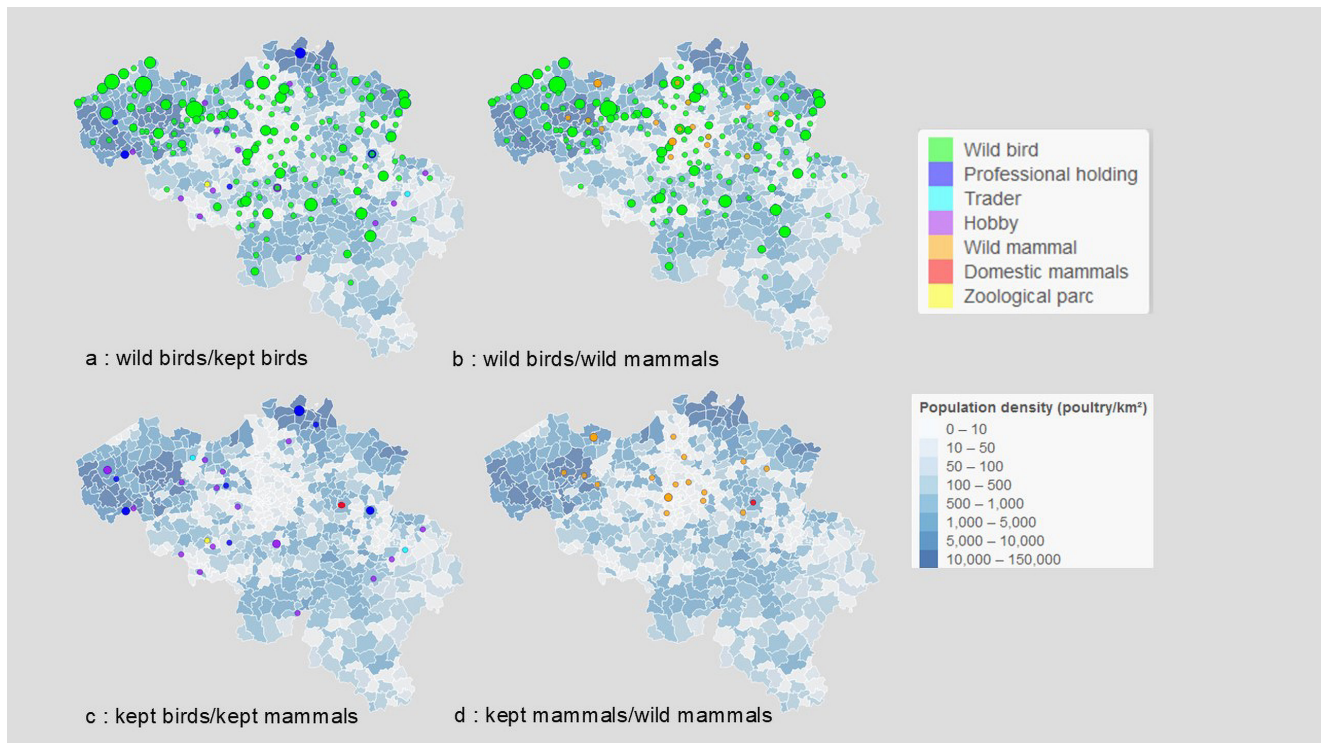 Wild bird
Professional holding
Trader
Hobby
Wild mammal
Domestic mammals
Zoological parc
a : wild birds/kept birds
b : wild birds/wild mammals
Population density (poultry/km²)
0 – 10
10 – 50
50 – 100
100 – 500
500 – 1,000
1,000 – 5,000
5,000 – 10,000
10,000 – 150,000
c : kept birds/kept mammals
d : kept mammals/wild mammals